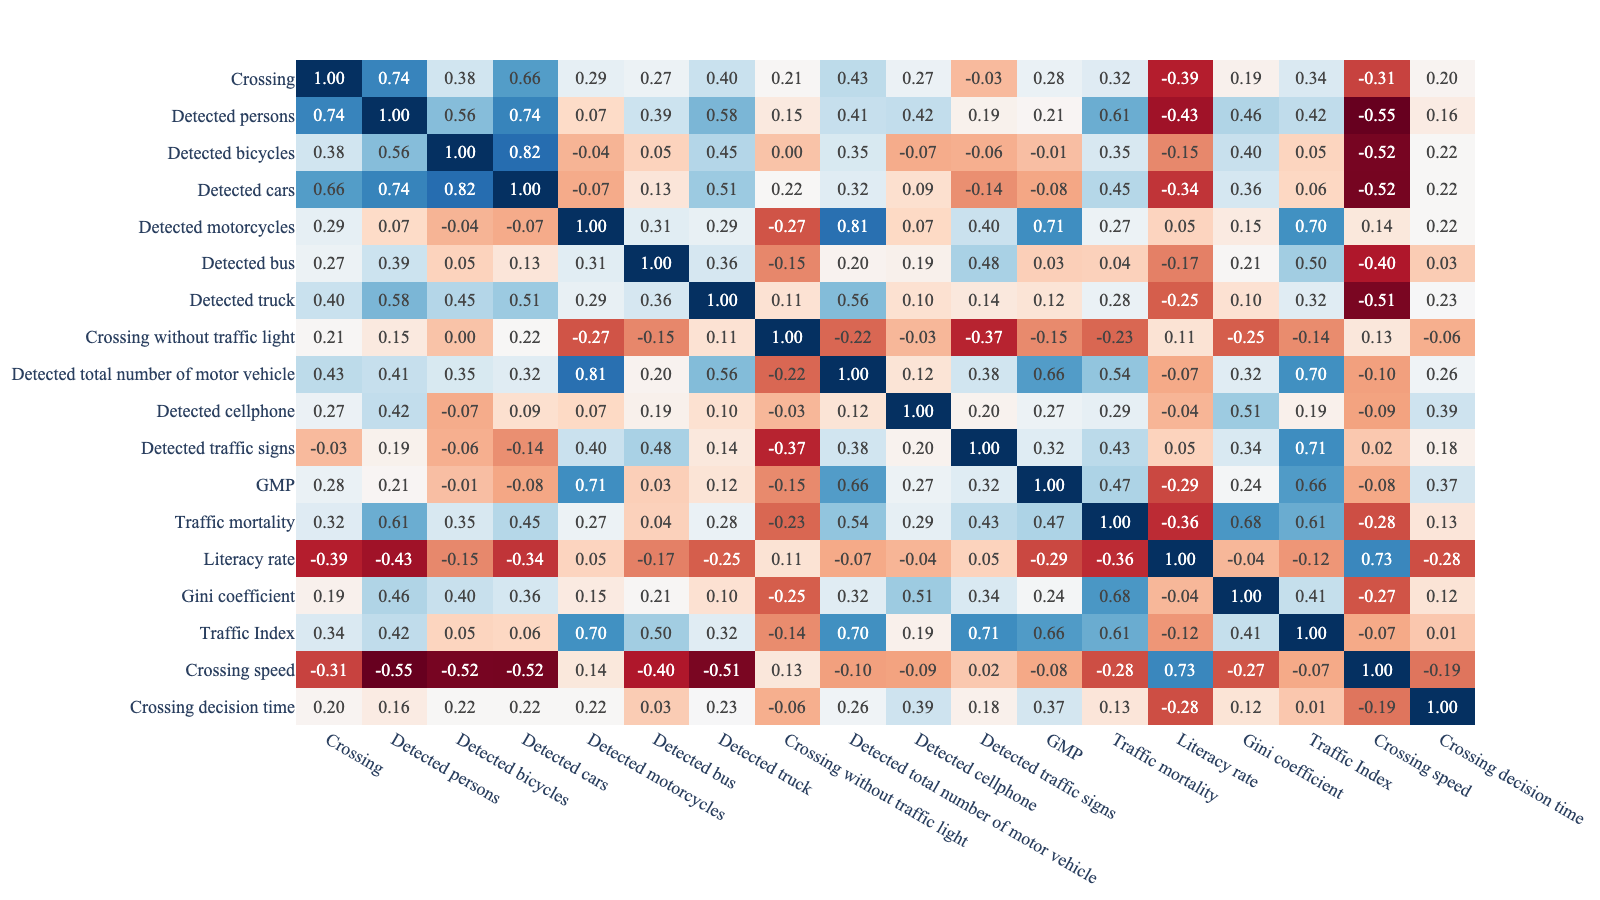 Crossing 1.00 0.74 0.38 0.66 0.29 0.27 0.40 0.21 0.43 0.27 -0.03 0.28 0.32 -0.39 0.19 0.34 -0.31 0.20
Detected persons 0.74 1.00 0.56 0.74 0.07 0.39 0.58 0.15 0.41 0.42 0.19 0.21 0.61 -0.43 0.46 0.42 -0.55 0.16
Detected bicycles 0.38 0.56 1.00 0.82 -0.04 0.05 0.45 0.00 0.35 -0.07 -0.06 -0.01 0.35 -0.15 0.40 0.05 -0.52 0.22
Detected cars 0.66 0.74 0.82 1.00 -0.07 0.13 0.51 0.22 0.32 0.09 -0.14 -0.08 0.45 -0.34 0.36 0.06 -0.52 0.22
Detected motorcycles 0.29 0.07 -0.04 -0.07 1.00 0.31 0.29 -0.27 0.81 0.07 0.40 0.71 0.27 0.05 0.15 0.70 0.14 0.22
Detected bus 0.27 0.39 0.05 0.13 0.31 1.00 0.36 -0.15 0.20 0.19 0.48 0.03 0.04 -0.17 0.21 0.50 -0.40 0.03
Detected truck 0.40 0.58 0.45 0.51 0.29 0.36 1.00 0.11 0.56 0.10 0.14 0.12 0.28 -0.25 0.10 0.32 -0.51 0.23
Crossing without traffic light 0.21 0.15 0.00 0.22 -0.27 -0.15 0.11 1.00 -0.22 -0.03 -0.37 -0.15 -0.23 0.11 -0.25 -0.14 0.13 -0.06
Detected total number of motor vehicle 0.43 0.41 0.35 0.32 0.81 0.20 0.56 -0.22 1.00 0.12 0.38 0.66 0.54 -0.07 0.32 0.70 -0.10 0.26
Detected cellphone 0.27 0.42 -0.07 0.09 0.07 0.19 0.10 -0.03 0.12 1.00 0.20 0.27 0.29 -0.04 0.51 0.19 -0.09 0.39
Detected traffic signs -0.03 0.19 -0.06 -0.14 0.40 0.48 0.14 -0.37 0.38 0.20 1.00 0.32 0.43 0.05 0.34 0.71 0.02 0.18
GMP 0.28 0.21 -0.01 -0.08 0.71 0.03 0.12 -0.15 0.66 0.27 0.32 1.00 0.47 -0.29 0.24 0.66 -0.08 0.37
Traffic mortality 0.32 0.61 0.35 0.45 0.27 0.04 0.28 -0.23 0.54 0.29 0.43 0.47 1.00 -0.36 0.68 0.61 -0.28 0.13
Literacy rate -0.39 -0.43 -0.15 -0.34 0.05 -0.17 -0.25 0.11 -0.07 -0.04 0.05 -0.29 -0.36 1.00 -0.04 -0.12 0.73 -0.28
Gini coefficient 0.19 0.46 0.40 0.36 0.15 0.21 0.10 -0.25 0.32 0.51 0.34 0.24 0.68 -0.04 1.00 0.41 -0.27 0.12
Traffic Index 0.34 0.42 0.05 0.06 0.70 0.50 0.32 -0.14 0.70 0.19 0.71 0.66 0.61 -0.12 0.41 1.00 -0.07 0.01
Crossing speed -0.31 -0.55 -0.52 -0.52 0.14 -0.40 -0.51 0.13 -0.10 -0.09 0.02 -0.08 -0.28 0.73 -0.27 -0.07 1.00 -0.19
Crossing decision time 0.20 0.16 0.22 0.22 0.22 0.03 0.23 -0.06 0.26 0.39 0.18 0.37 0.13 -0.28 0.12 0.01 -0.19 1.00
Crossing
Detected persons
Detected bicycles
Detected cars
Detected motorcycles
Detected bus
Detected truck
Crossing without traffic light
Detected total number of motor vehicle
Detected cellphone
Detected traffic signs
GMP
Traffic mortality
Literacy rate
Gini coefficient
Traffic Index
Crossing speed
Crossing decision time